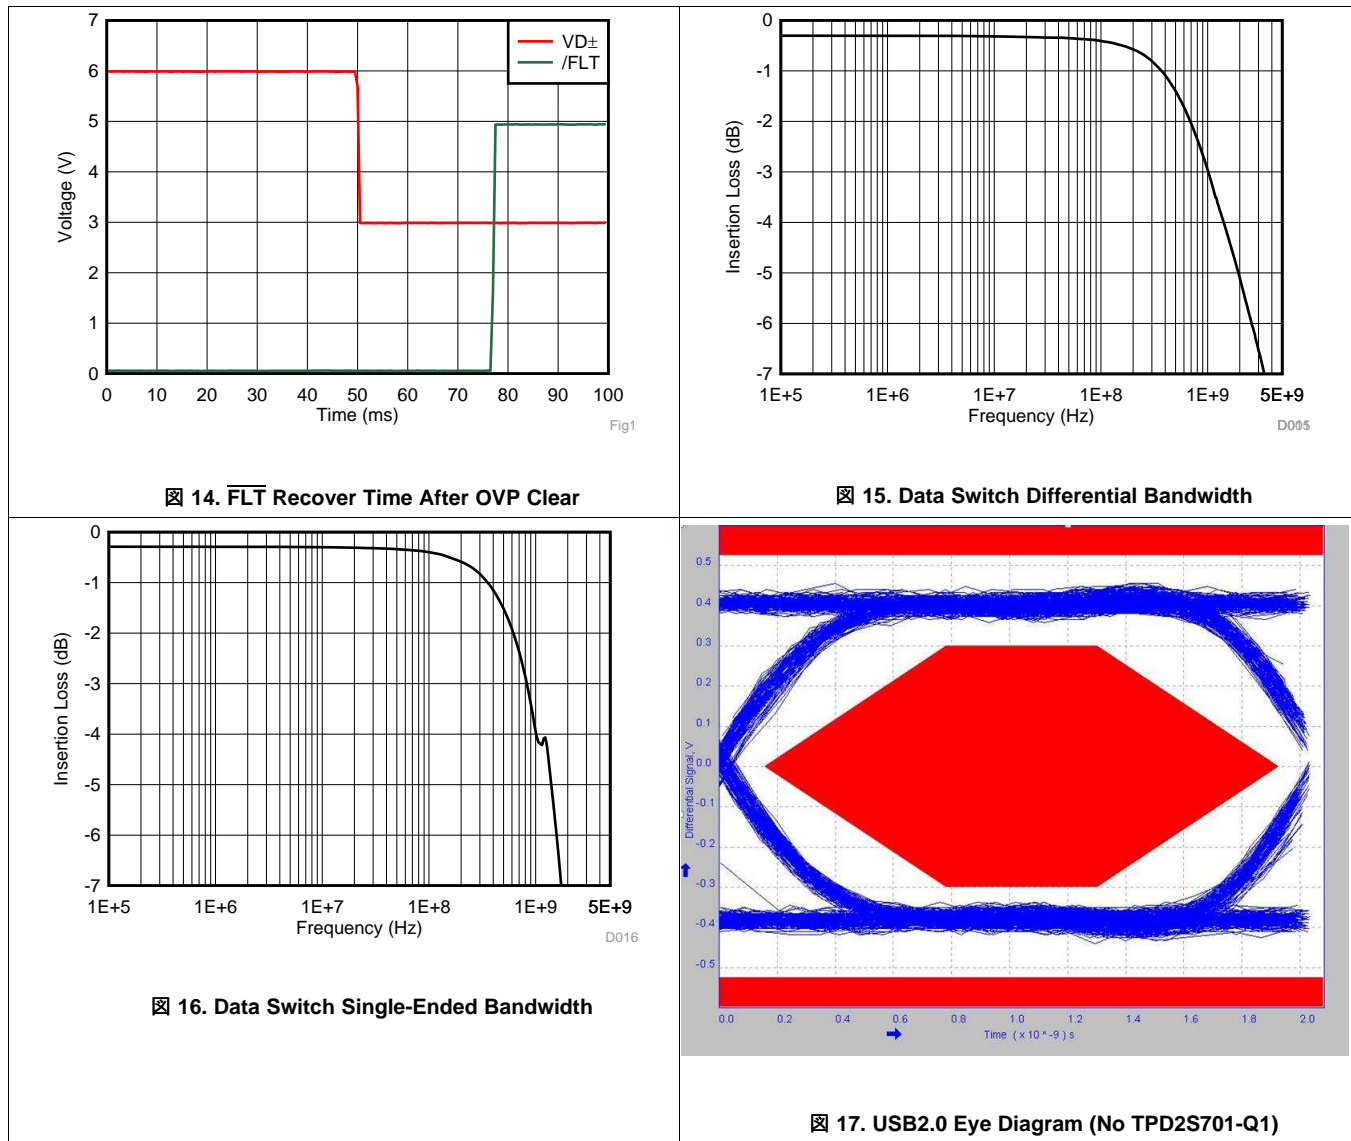 7
6
5
4
3
2
1
0
Voltage (V)
VD±
/FLT
0 10 20 30 40 50 60 70 80 90 100
Time (ms)
Fig1
図 14. FLT Recover Time After OVP Clear
0
-1
-2
-3
-4
-5
-6
-7
Insertion Loss (dB)
1E+5 1E+6 1E+7 1E+8 1E+9 5E+9
Frequency (Hz)
図 15. Data Switch Differential Bandwidth
0
-1
-2
-3
-4
-5
-6
-7
Insertion Loss (dB)
1E+5 1E+6 1E+7 1E+8 1E+9 5E+9
Frequency (Hz)
D016
図 16. Data Switch Single-Ended Bandwidth
0.5
0.4
0.3
0.2
0.1
0.0
-0.1
-0.2
-0.3
-0.4
-0.5
Differential Signal, V
0.0 0.2 0.4 0.6 0.8 1.0 1.2 1.4 1.6 1.8 2.0
Time ( x 10 ^ -9 ) s
図 17. USB2.0 Eye Diagram (No TPD2S701-Q1)